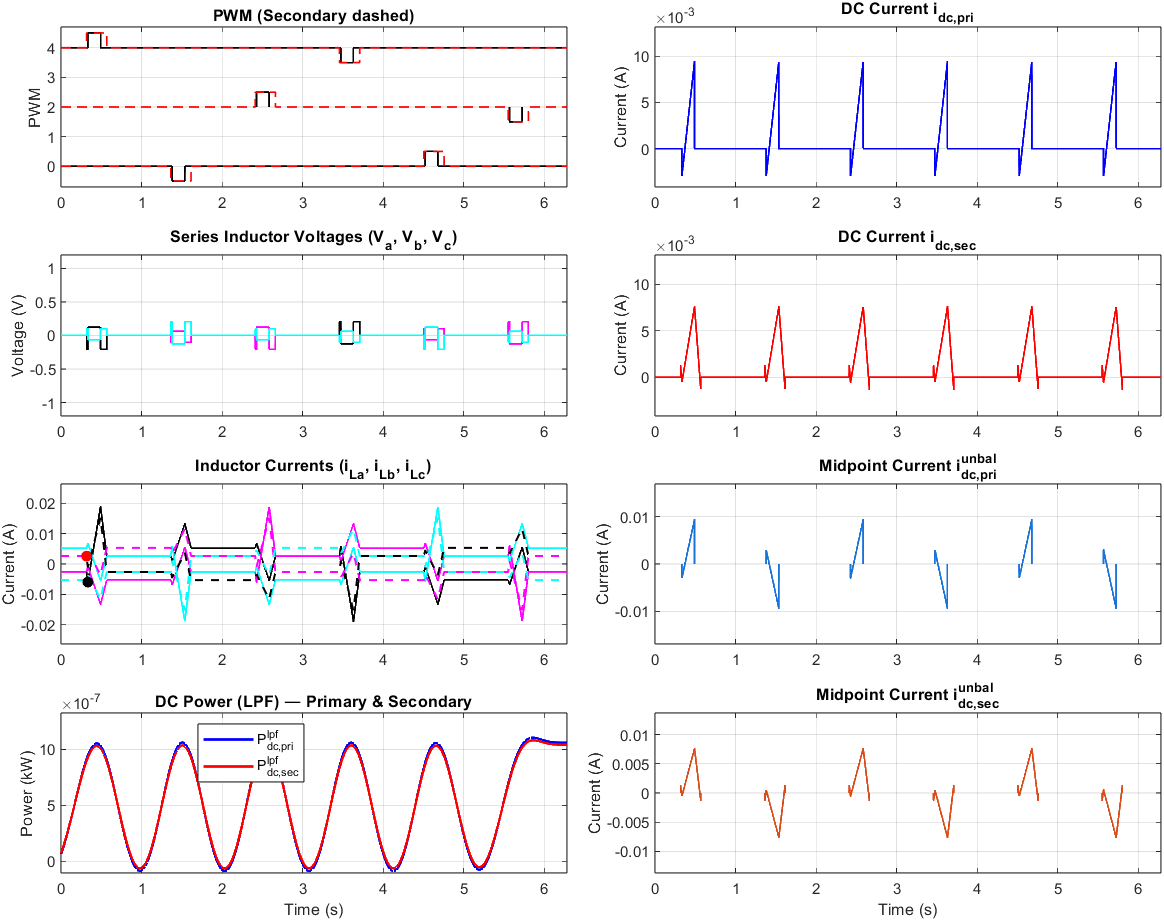 PWM (Secondary dashed)
PWM
4
3
2
1
0
0 1 2 3 4 5 6
DC Current i_dc,pri
×10^-3
Current (A)
10
5
0
0 1 2 3 4 5 6
Series Inductor Voltages (V_a, V_b, V_c)
Voltage (V)
1
0.5
0
-0.5
-1
0 1 2 3 4 5 6
DC Current i_dc,sec
×10^-3
Current (A)
10
5
0
0 1 2 3 4 5 6
Inductor Currents (i_La, i_Lb, i_Lc)
Current (A)
0.02
0.01
0
-0.01
-0.02
0 1 2 3 4 5 6
Midpoint Current i^unbal_dc,pri
Current (A)
0.01
0
-0.01
0 1 2 3 4 5 6
DC Power (LPF) — Primary & Secondary
×10^-7
Power (kW)
10
5
0
P^lpf_dc,pri
P^lpf_dc,sec
0 1 2 3 4 5 6
Time (s)
Midpoint Current i^unbal_dc,sec
Current (A)
0.01
0.005
0
-0.005
-0.01
0 1 2 3 4 5 6
Time (s)